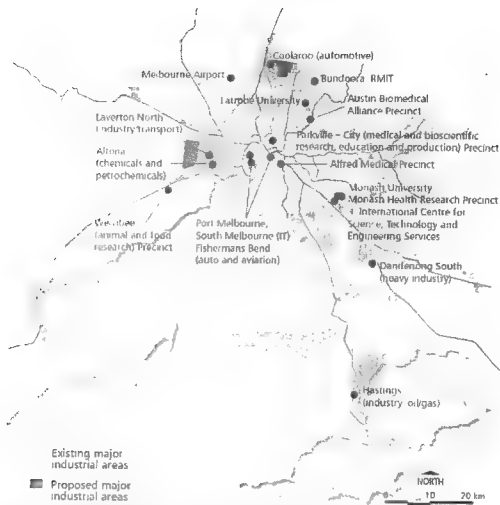 Coolaroo (automotive)
Melbourne Airport
Bundoora RMIT
Latrobe University
Austin Biomedical
Alliance Precinct
Laverton North
(industry/transport)
Parkville – City (medical and bioscientific
research, education and production) Precinct
Altona
(chemicals and
petrochemicals)
Alfred Medical Precinct
Monash University
Monash Health Research Precinct
International Centre for
Science, Technology and
Engineering Services
Werribee
(animal and food
research) Precinct
Port Melbourne,
South Melbourne (IT)
Fishermans Bend
(auto and aviation)
Dandenong South
(heavy industry)
Hastings
(industry oil/gas)
Existing major
industrial areas
Proposed major
industrial areas
NORTH
0 10 20 km